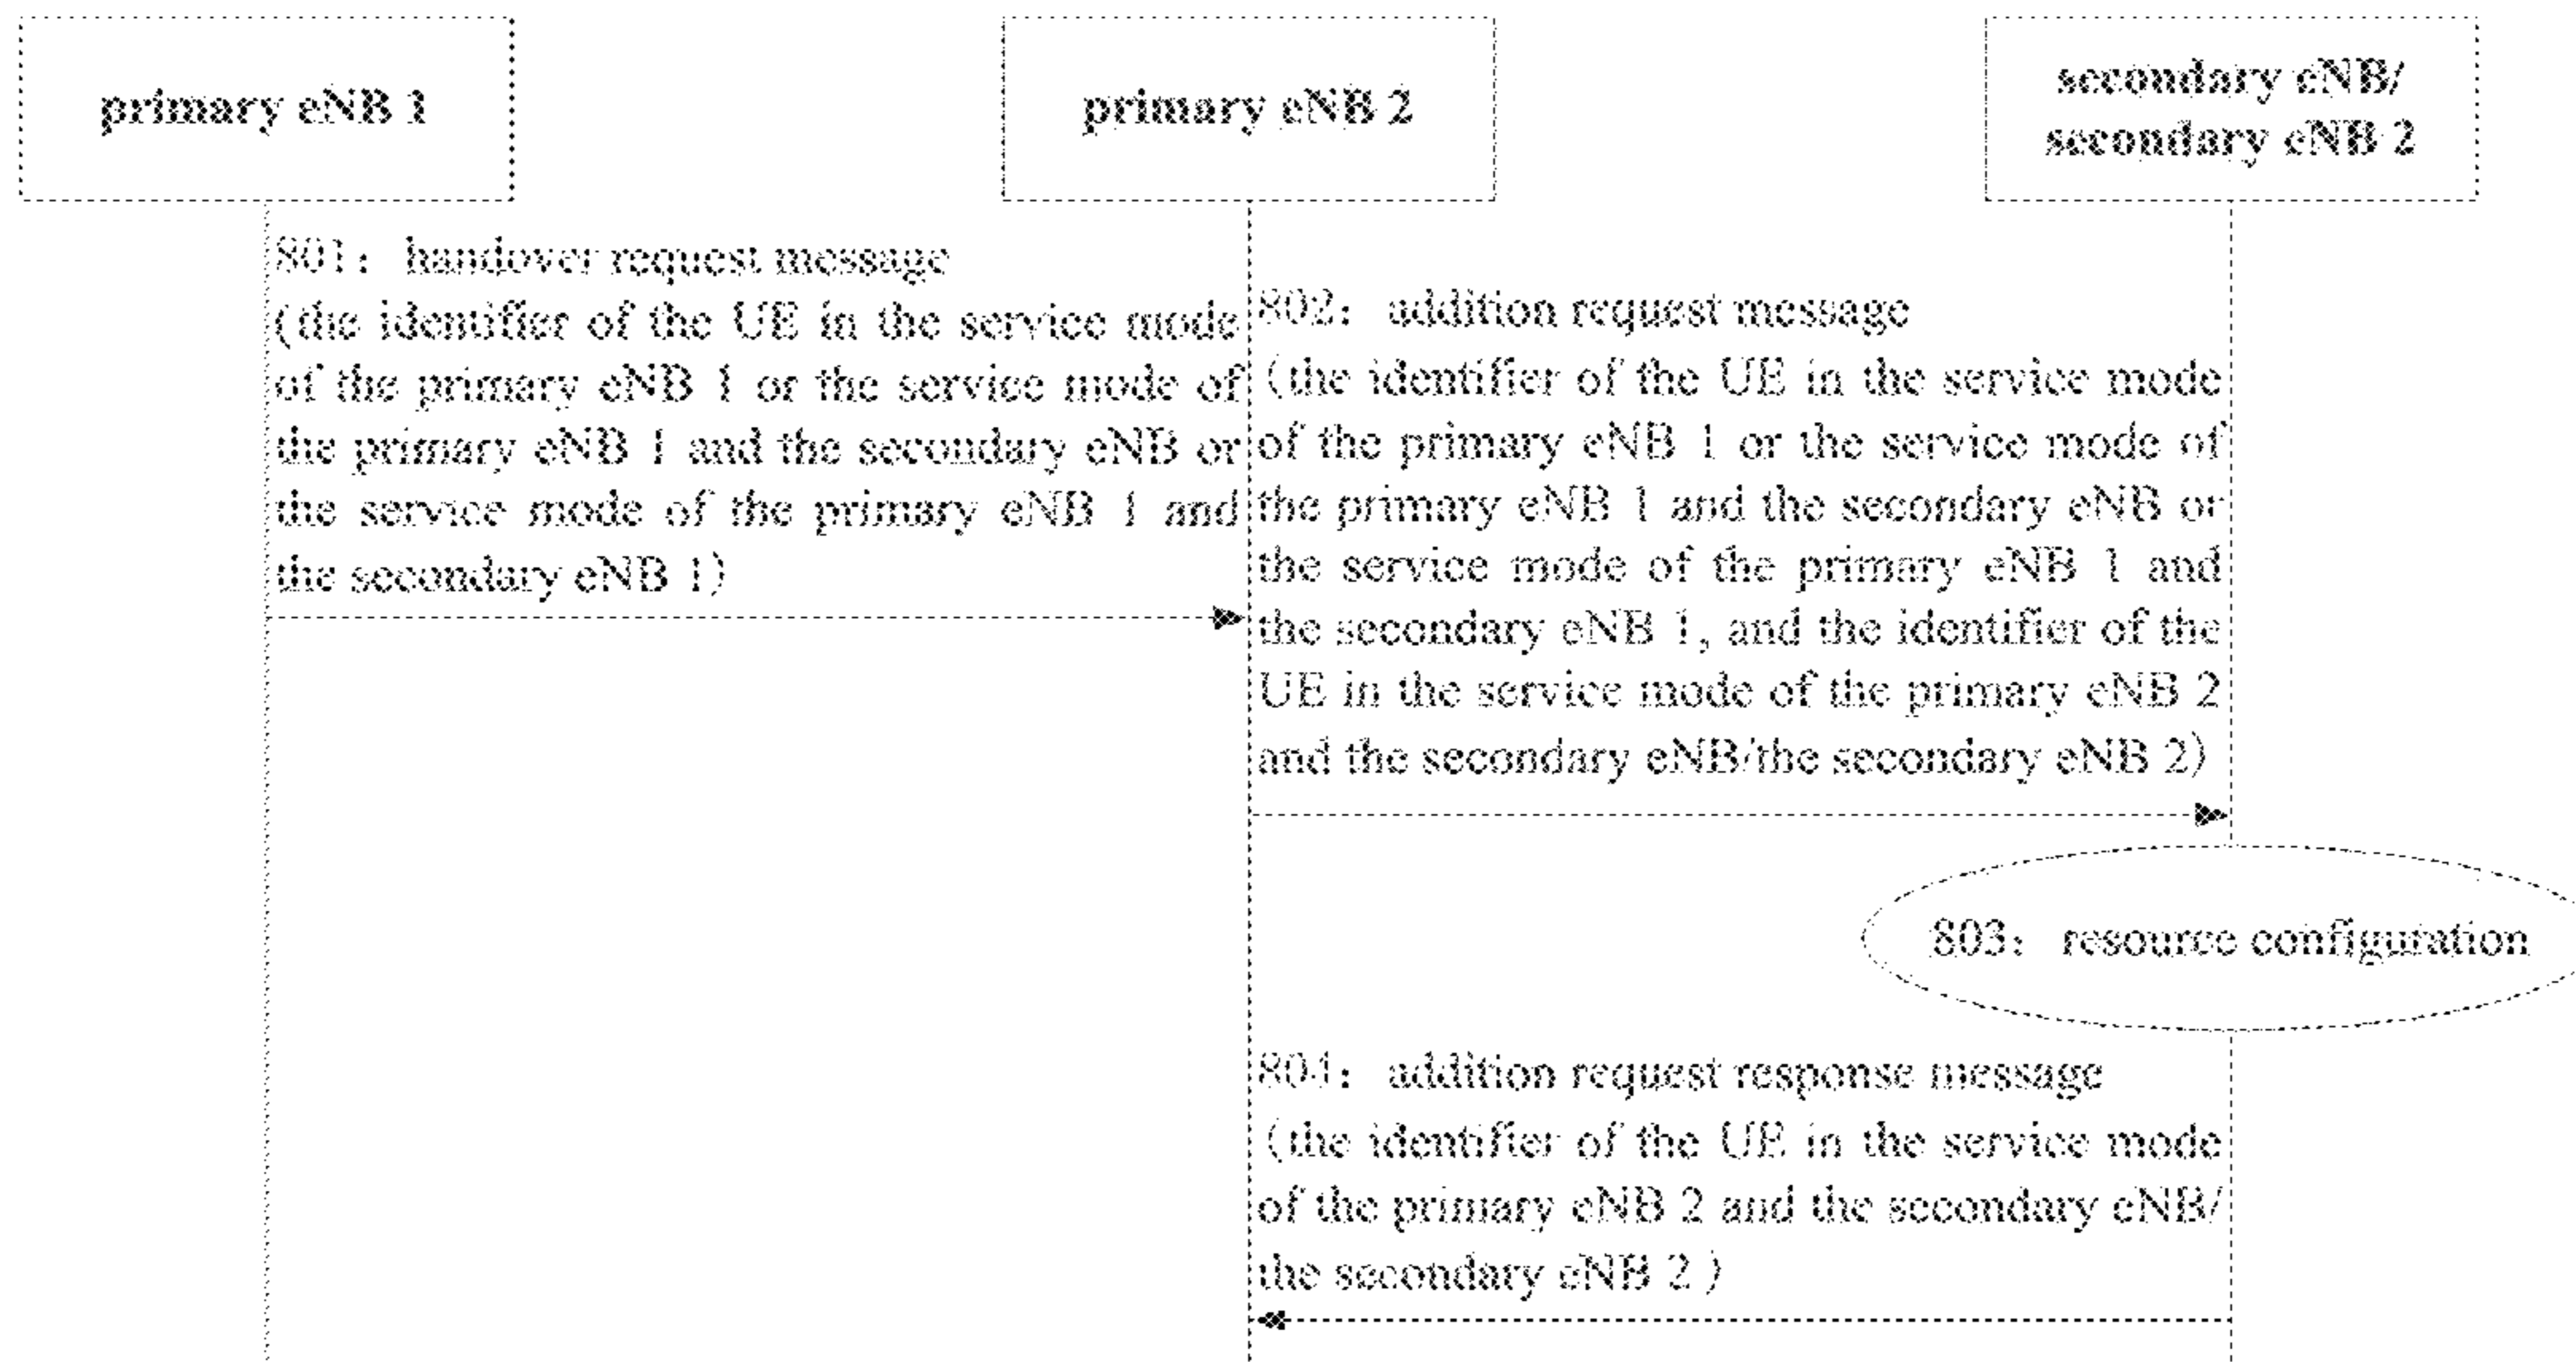 primary eNB 1
primary eNB 2
secondary eNB/
secondary eNB 2
801: handover request message
(the identifier of the UE in the service mode
of the primary eNB 1 or the service mode of
the primary eNB 1 and the secondary eNB or
the service mode of the primary eNB 1 and
the secondary eNB 1)
802: addition request message
(the identifier of the UE in the service mode
of the primary eNB 1 or the service mode of
the primary eNB 1 and the secondary eNB or
the service mode of the primary eNB 1 and
the secondary eNB 1, and the identifier of the
UE in the service mode of the primary eNB 2
and the secondary eNB/the secondary eNB 2)
803: resource configuration
804: addition request response message
(the identifier of the UE in the service mode
of the primary eNB 2 and the secondary eNB/
the secondary eNB 2 )